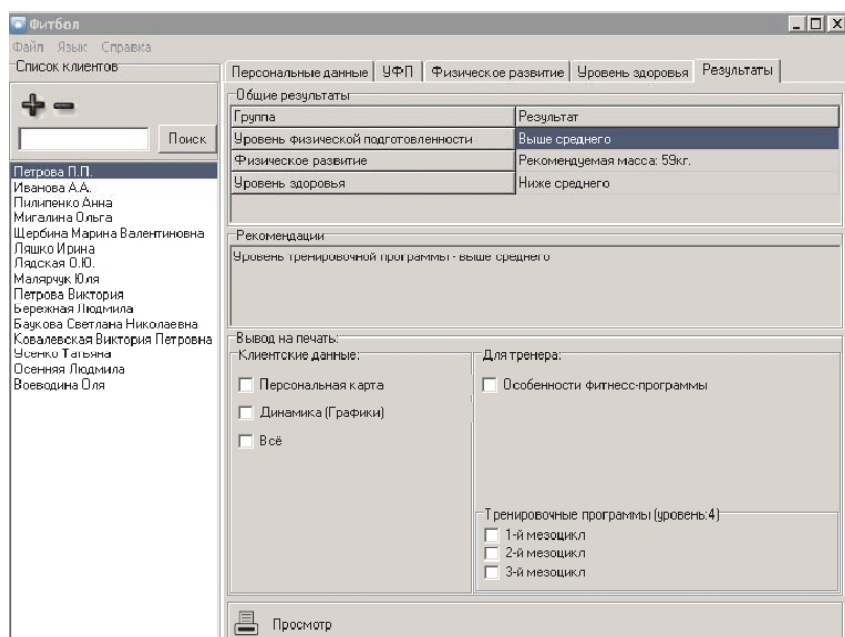 Фитбол
Файл Язык Справка
Список клиентов
Поиск
Петрова П.П.
Иванова А.А.
Пилипенко Анна
Мигалина Ольга
Щербина Марина Валентиновна
Ляшко Ирина
Лядская О.Ю.
Малярчук Юля
Петрова Виктория
Бережная Людмила
Баукова Светлана Николаевна
Ковалевская Виктория Петровна
Усенко Татьяна
Осенняя Людмила
Воеводина Оля
Персональные данные УФП Физическое развитие Уровень здоровья Результаты
Общие результаты
Группа Результат
Уровень физической подготовленности Выше среднего
Физическое развитие Рекомендуемая масса: 59кг.
Уровень здоровья Ниже среднего
Рекомендации
Уровень тренировочной программы - выше среднего
Вывод на печать:
Клиентские данные:
Персональная карта
Динамика (Графики)
Всё
Для тренера:
Особенности фитнесс-программы
Тренировочные программы (уровень:4)
1-й мезоцикл
2-й мезоцикл
3-й мезоцикл
Просмотр